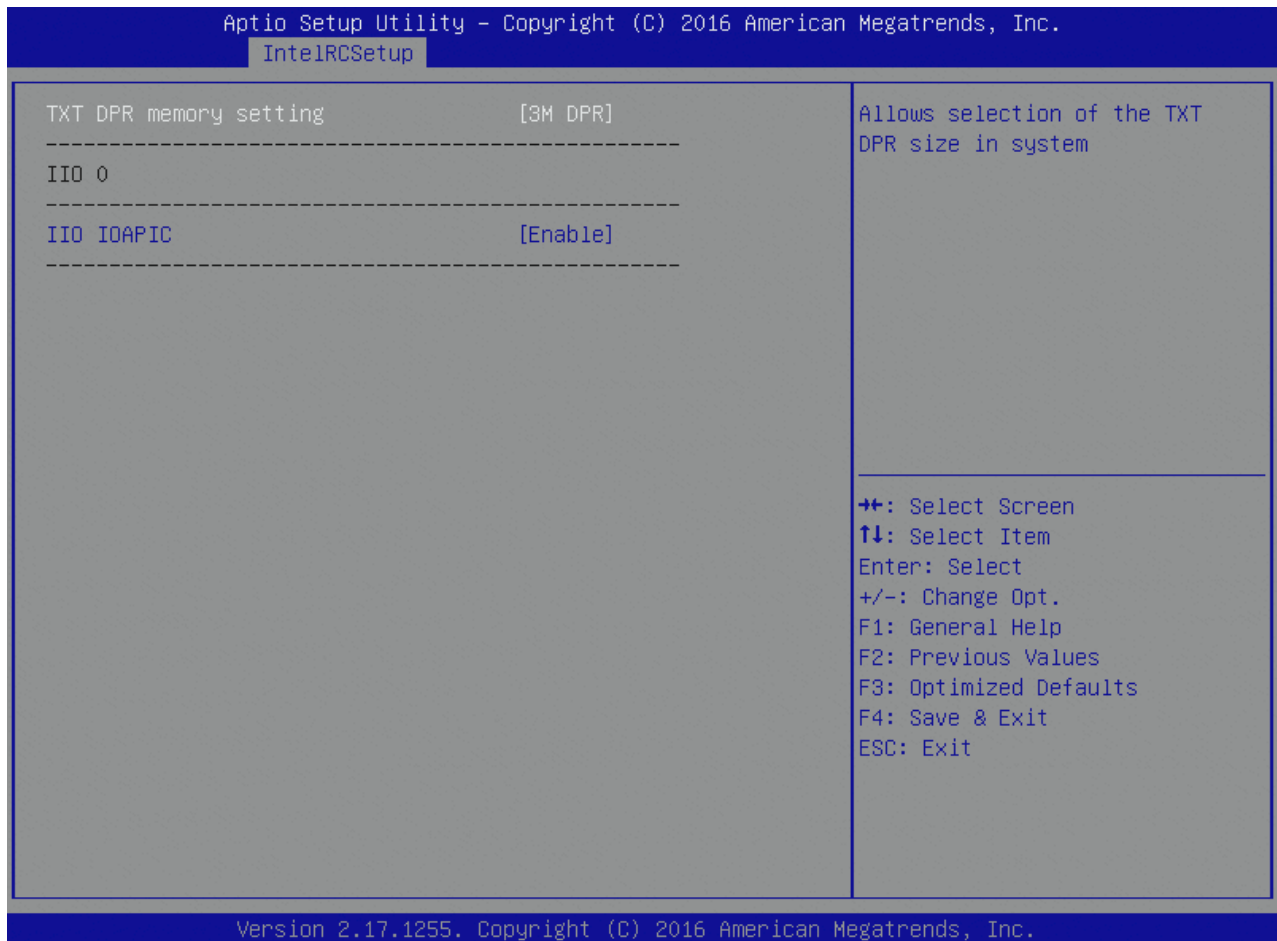 Aptio Setup Utility – Copyright (C) 2016 American Megatrends, Inc.
IntelRCSetup
TXT DPR memory setting [3M DPR]
--------------------------------------------------
IIO 0
--------------------------------------------------
IIO IOAPIC [Enable]
--------------------------------------------------
Allows selection of the TXT
DPR size in system
→←: Select Screen
↑↓: Select Item
Enter: Select
+/-: Change Opt.
F1: General Help
F2: Previous Values
F3: Optimized Defaults
F4: Save & Exit
ESC: Exit
Version 2.17.1255. Copyright (C) 2016 American Megatrends, Inc.